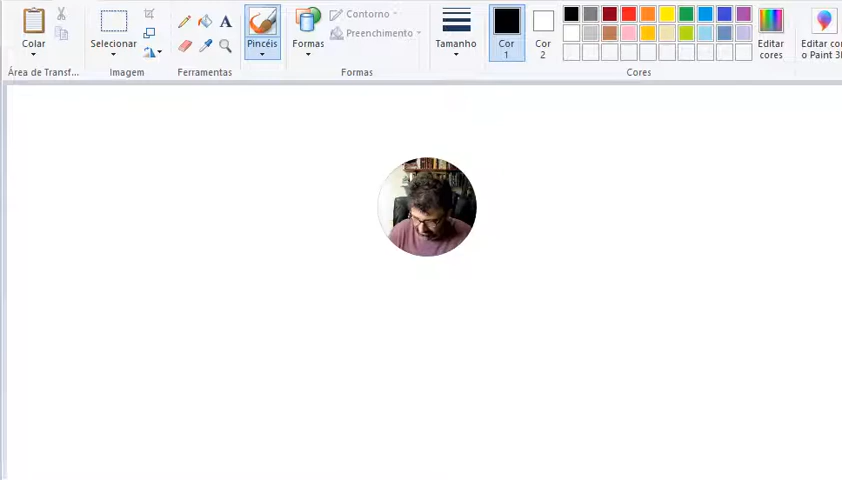 Colar
Selecionar
Pincéis
Formas
Contorno
Preenchimento
Tamanho
Cor
1
Cor
2
Editar
cores
Editar co
o Paint 3
Área de Transf...
Imagem
Ferramentas
Formas
Cores